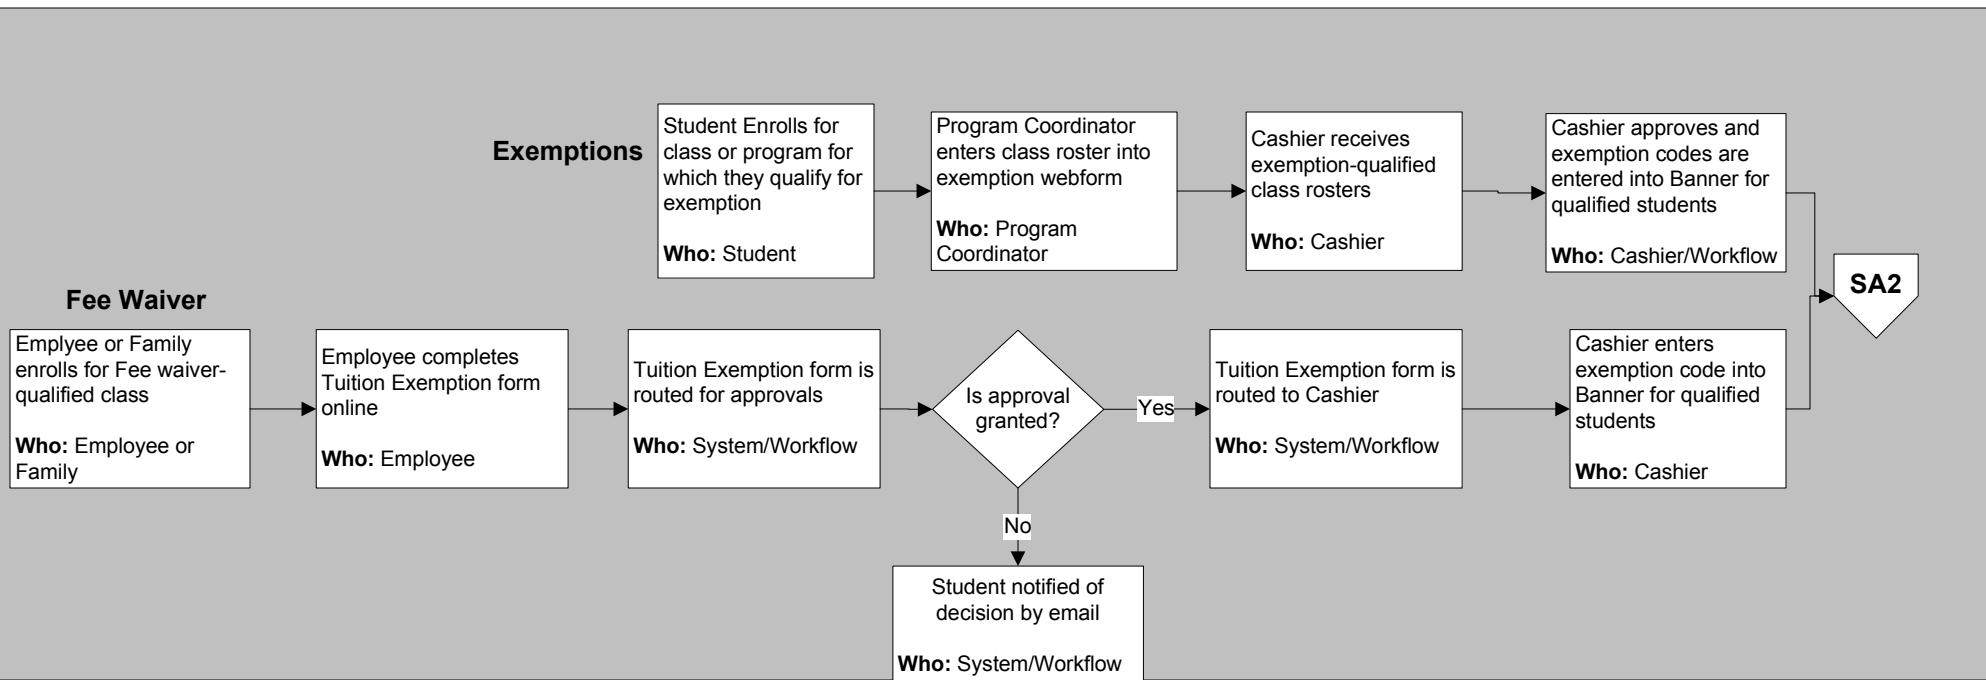 Exemptions
Student Enrolls for
class or program for
which they qualify for
exemption
Who: Student
Program Coordinator
enters class roster into
exemption webform
Who: Program
Coordinator
Cashier receives
exemption-qualified
class rosters
Who: Cashier
Cashier approves and
exemption codes are
entered into Banner for
qualified students
Who: Cashier/Workflow
SA2
Fee Waiver
Emplyee or Family
enrolls for Fee waiver-
qualified class
Who: Employee or
Family
Employee completes
Tuition Exemption form
online
Who: Employee
Tuition Exemption form is
routed for approvals
Who: System/Workflow
Is approval
granted?
Yes
Tuition Exemption form is
routed to Cashier
Who: System/Workflow
Cashier enters
exemption code into
Banner for qualified
students
Who: Cashier
No
Student notified of
decision by email
Who: System/Workflow